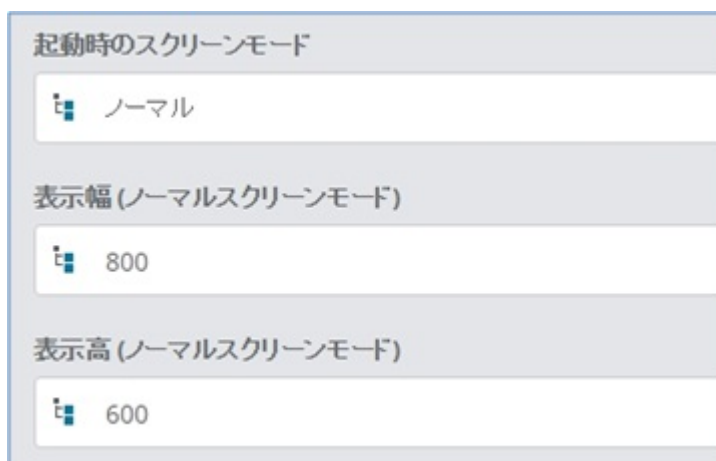 起動時のスクリーンモード
ノーマル
表示幅 (ノーマルスクリーンモード)
800
表示高 (ノーマルスクリーンモード)
600